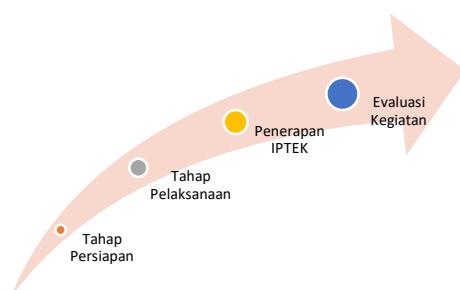 Tahap
Persiapan
Tahap
Pelaksanaan
Penerapan
IPTEK
Evaluasi
Kegiatan